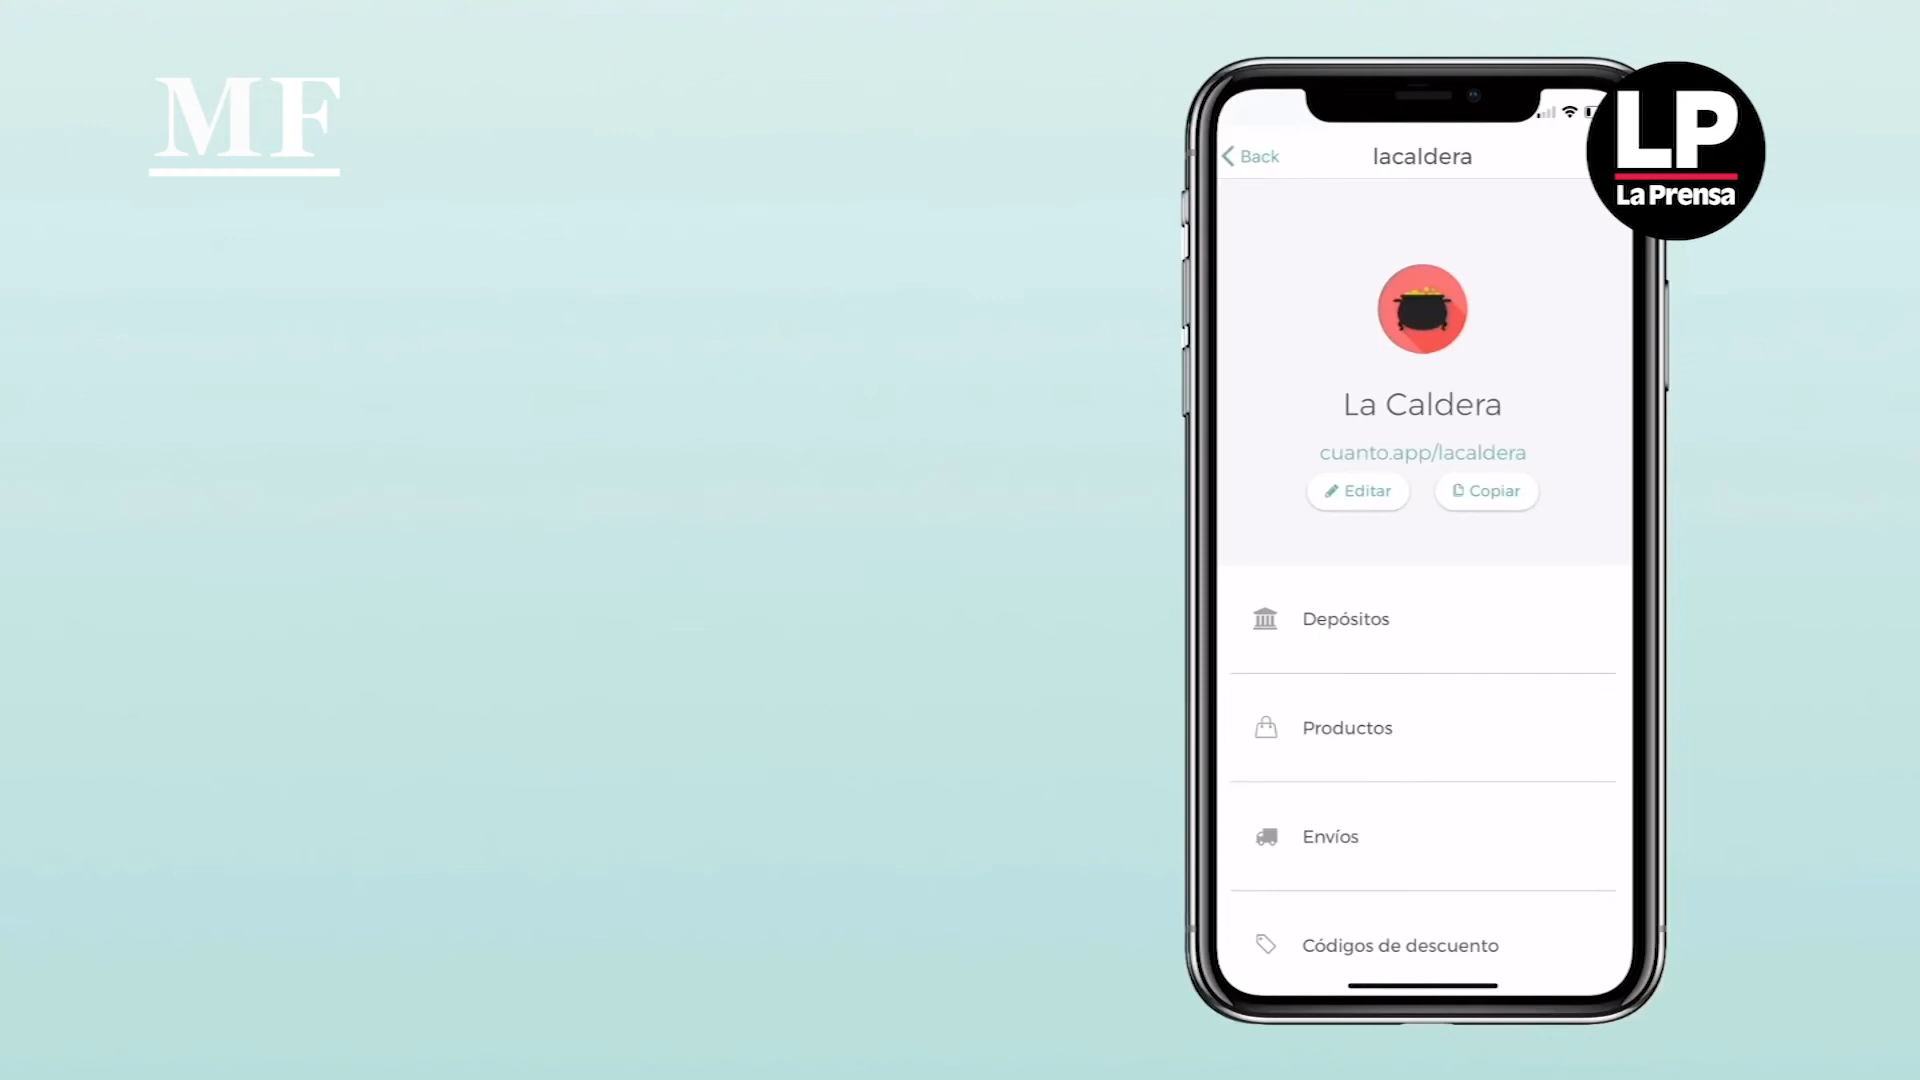 MF
LP
La Prensa
Back
lacaldera
La Caldera
cuanto.app/lacaldera
Editar
Copiar
Depósitos
Productos
Envíos
Códigos de descuento